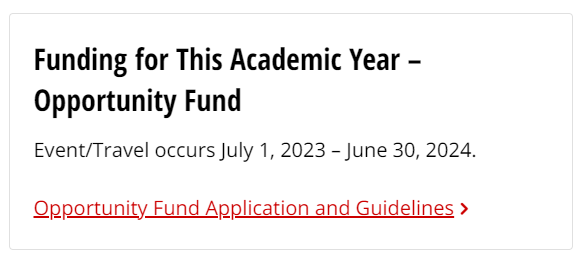 Funding for This Academic Year –
Opportunity Fund
Event/Travel occurs July 1, 2023 – June 30, 2024.
Opportunity Fund Application and Guidelines